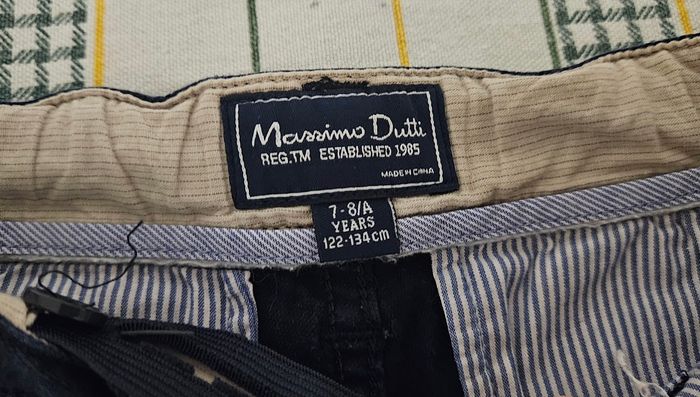 Massimo Dutti
REG.TM ESTABLISHED 1985
MADE IN CHINA
7-8/A
YEARS
122-134cm